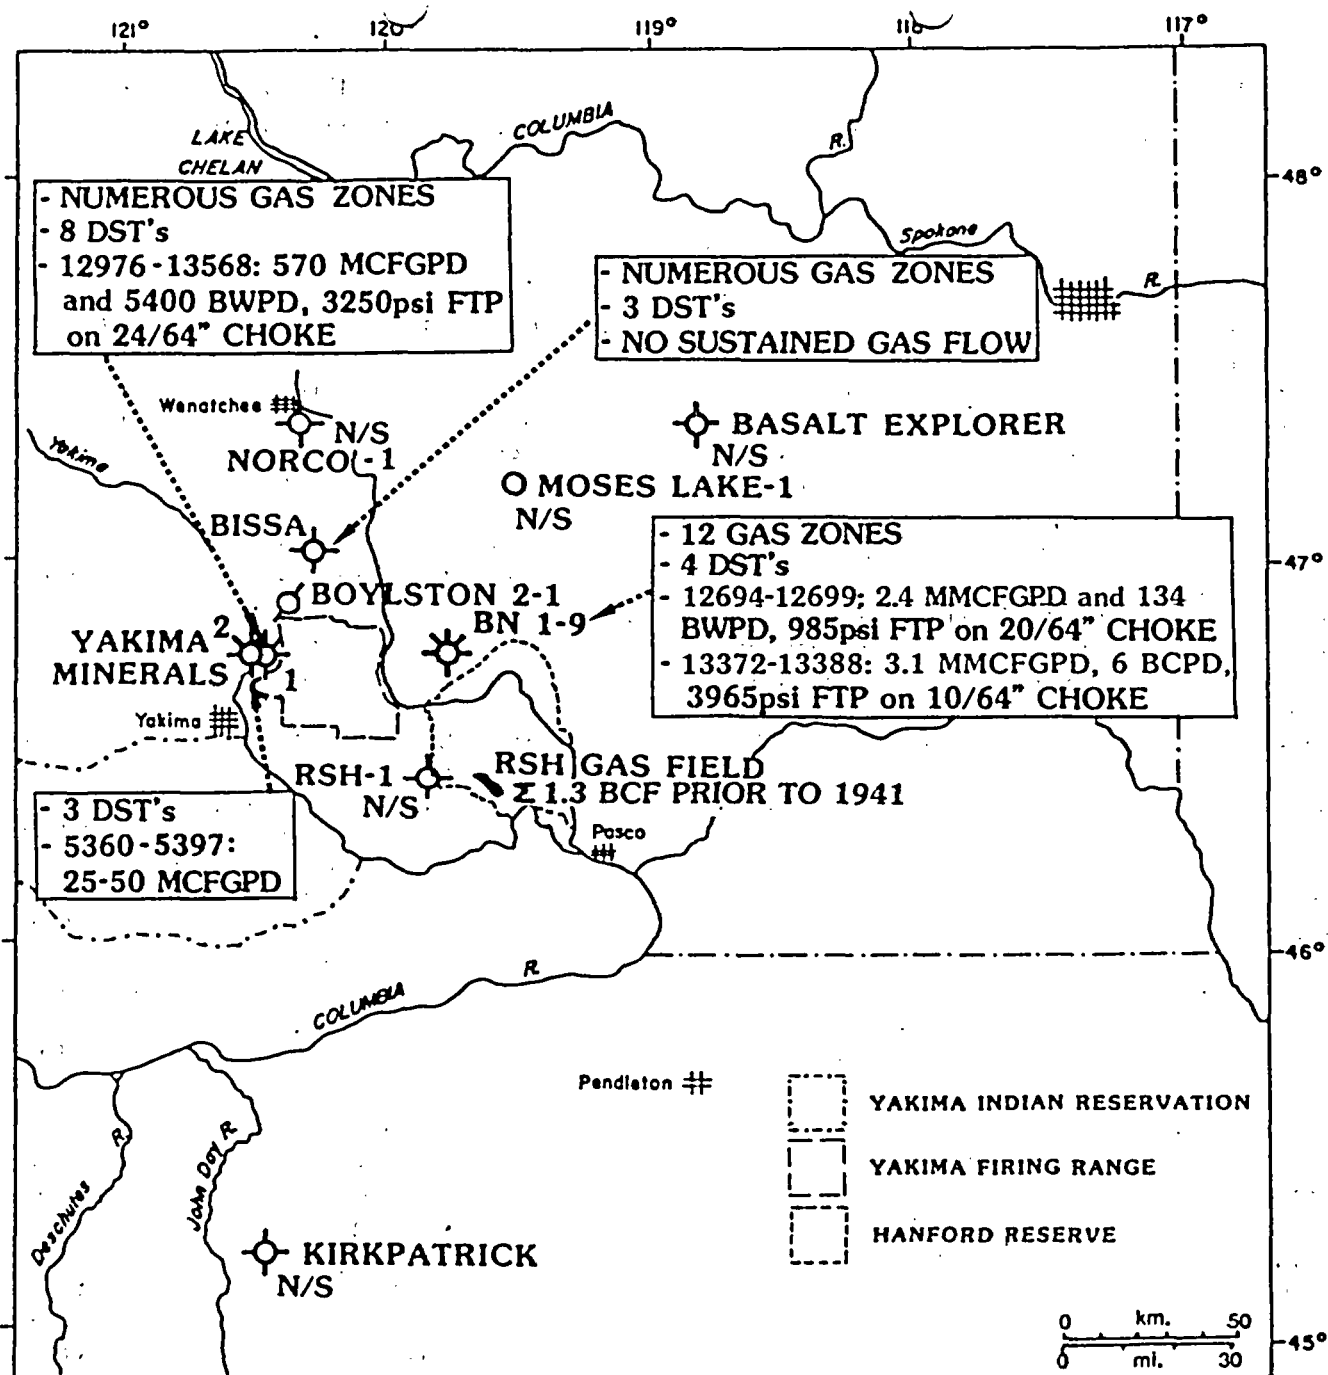 121° 120 119° 118° 117°
LAKE
CHELAN
COLUMBIA
R.
48°
- NUMEROUS GAS ZONES
- 8 DST's
- 12976-13568: 570 MCFGPD
and 5400 BWPD, 3250psi FTP
on 24/64" CHOKE
Spokane
R.
- NUMEROUS GAS ZONES
- 3 DST's
- NO SUSTAINED GAS FLOW
Wenatchee
N/S
NORCO-1
BASALT EXPLORER
N/S
Yakima
MOSES LAKE-1
N/S
BISSA
47°
- 12 GAS ZONES
- 4 DST's
- 12694-12699; 2.4 MMCFGPD and 134
BWPD, 985psi FTP on 20/64" CHOKE
- 13372-13388: 3.1 MMCFGPD, 6 BCPD,
3965psi FTP on 10/64" CHOKE
BOYLSTON 2-1
BN 1-9
YAKIMA 2
MINERALS 1
Yakima
RSH-1
N/S
RSH GAS FIELD
Σ 1.3 BCF PRIOR TO 1941
Pasco
- 3 DST's
- 5360-5397:
25-50 MCFGPD
46°
COLUMBIA R.
Pendleton
YAKIMA INDIAN RESERVATION
YAKIMA FIRING RANGE
HANFORD RESERVE
Deschutes R.
John Day R.
KIRKPATRICK
N/S
0 km. 50
0 mi. 30
45°